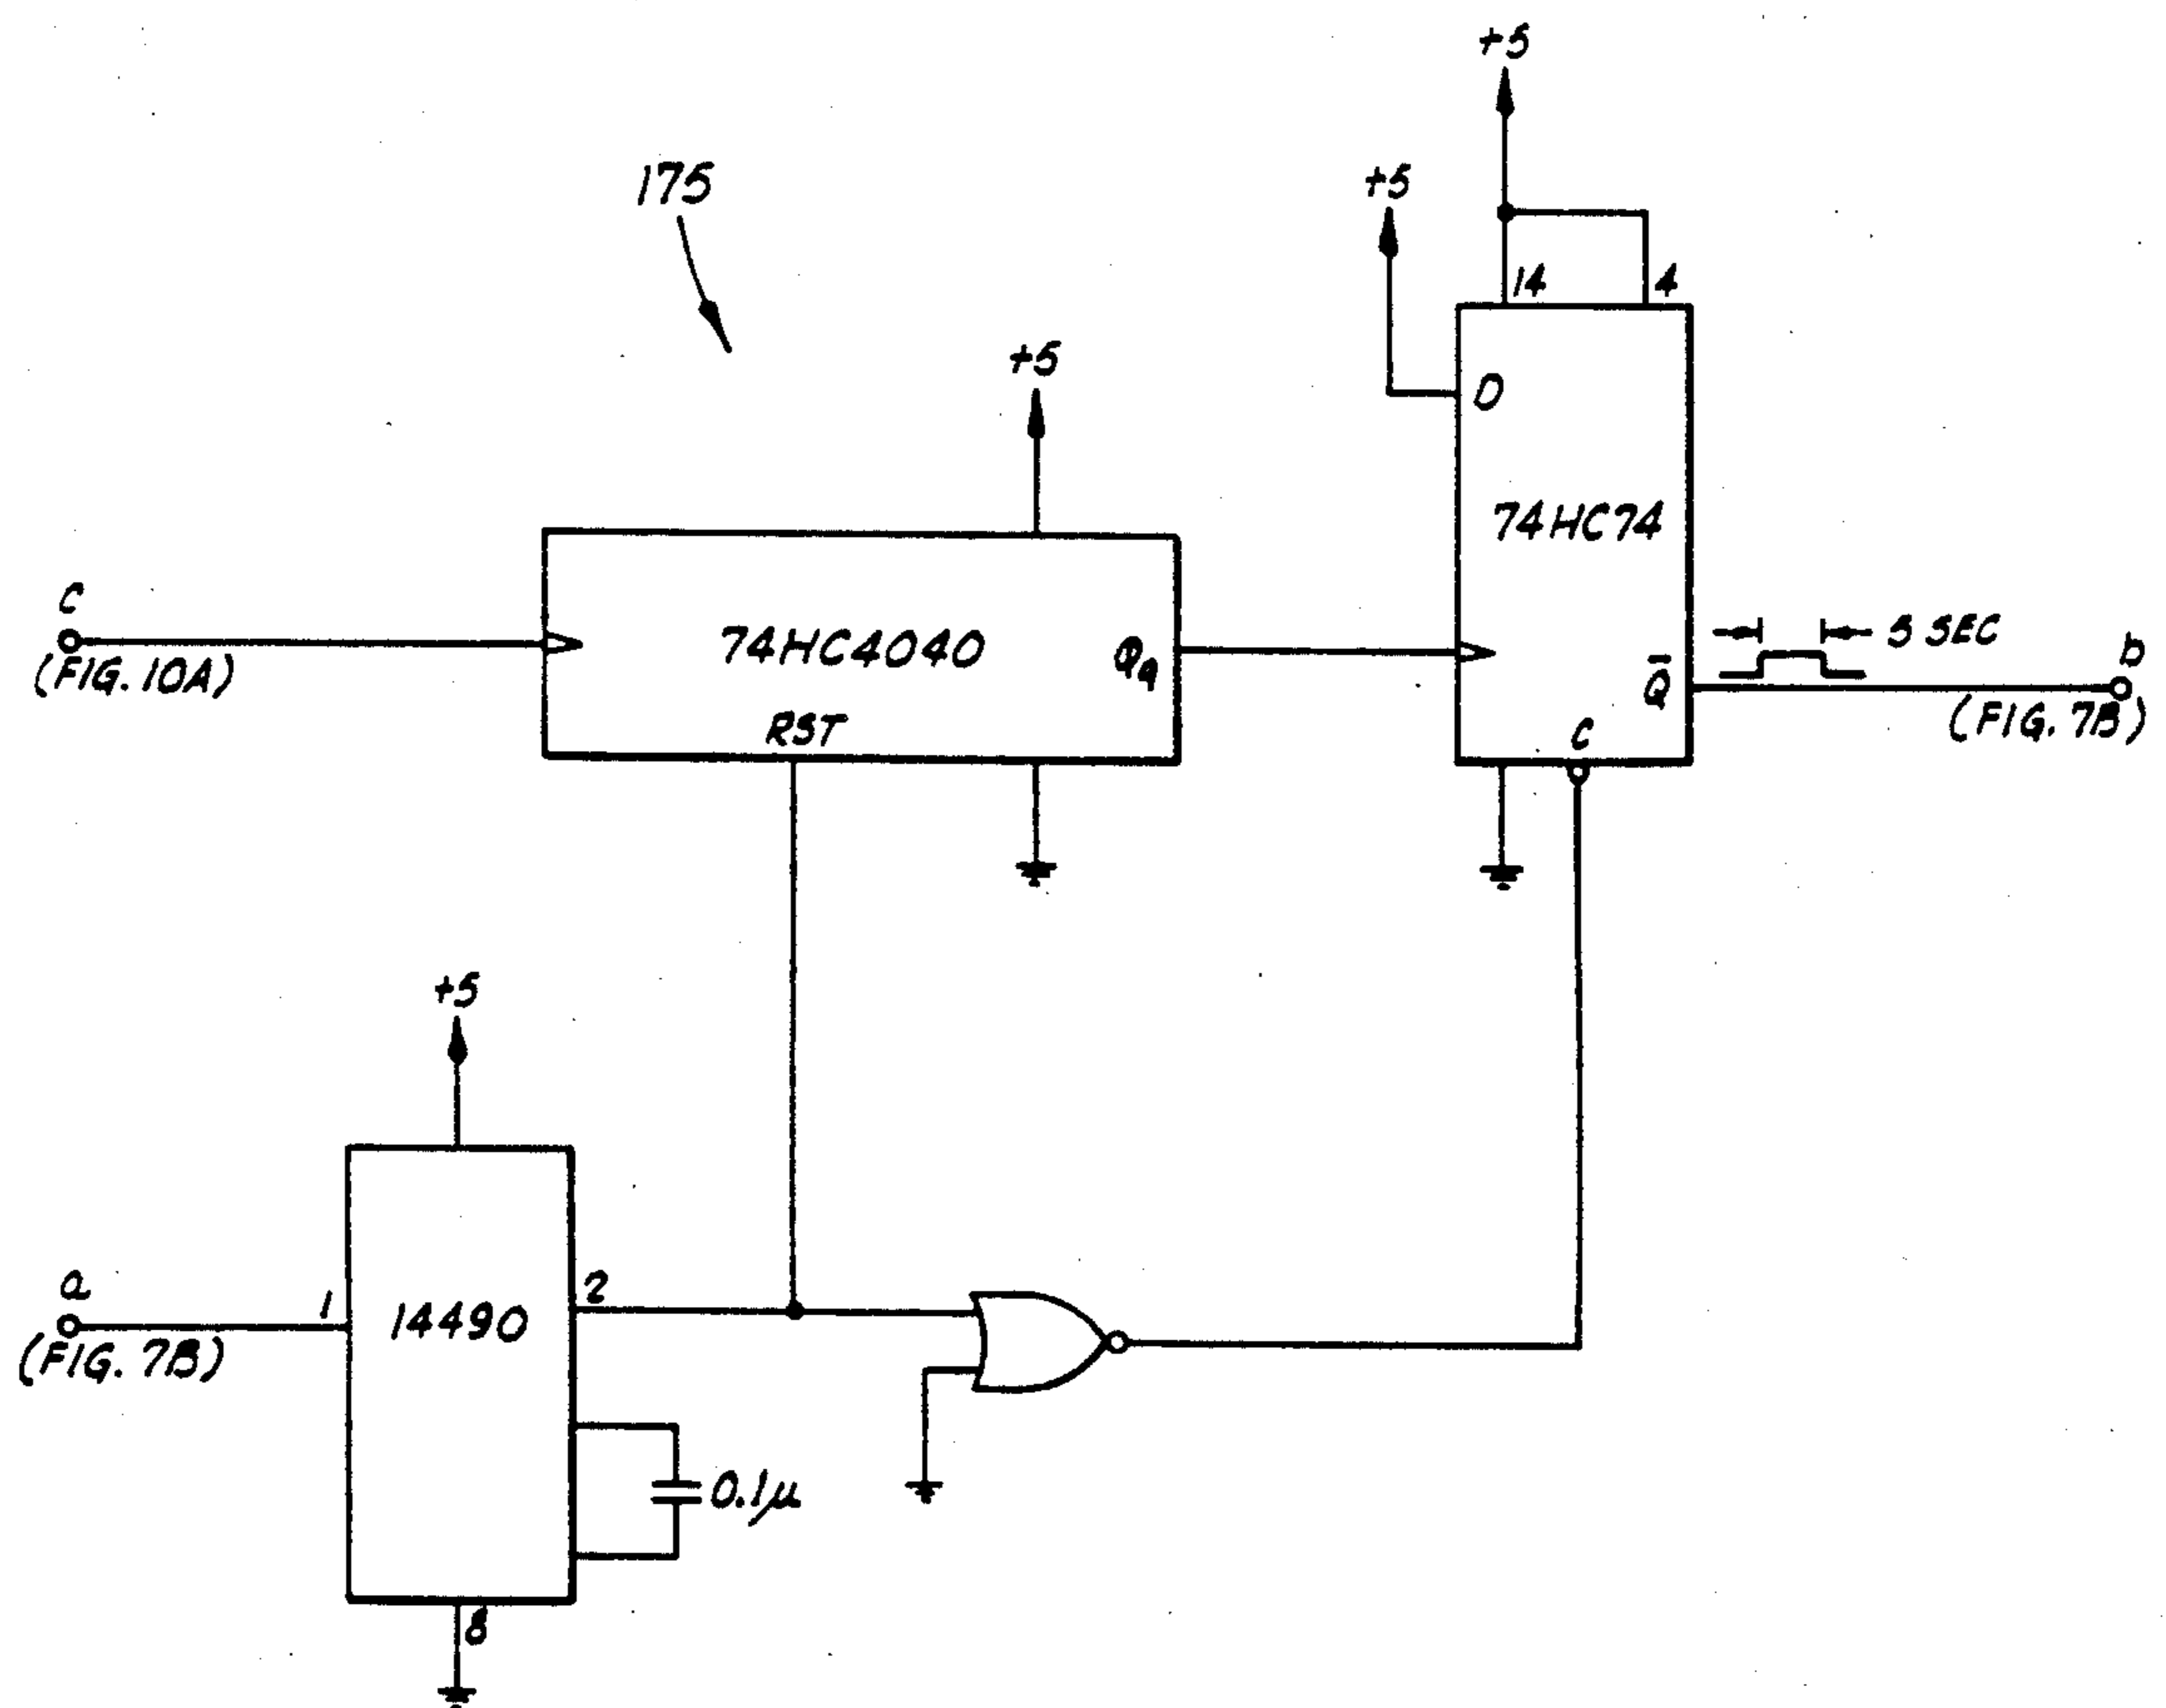 +5
+5
175
14
4
+5
D
74HC74
C
(FIG. 10A)
74HC4040
Q9
RST
Q̅
5 SEC
b
(FIG. 7B)
C
+5
a
(FIG. 7B)
1
14490
2
0.1μ
8